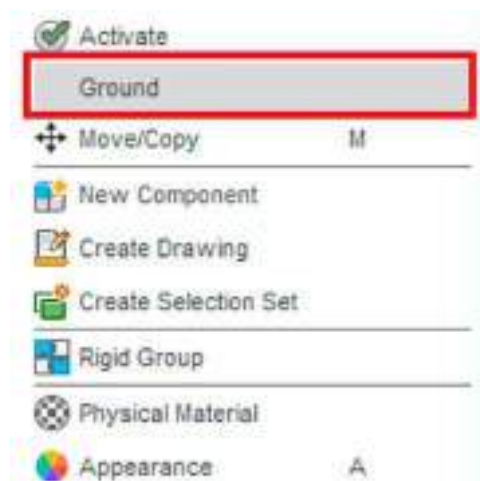 Activate
Ground
Move/Copy M
New Component
Create Drawing
Create Selection Set
Rigid Group
Physical Material
Appearance A